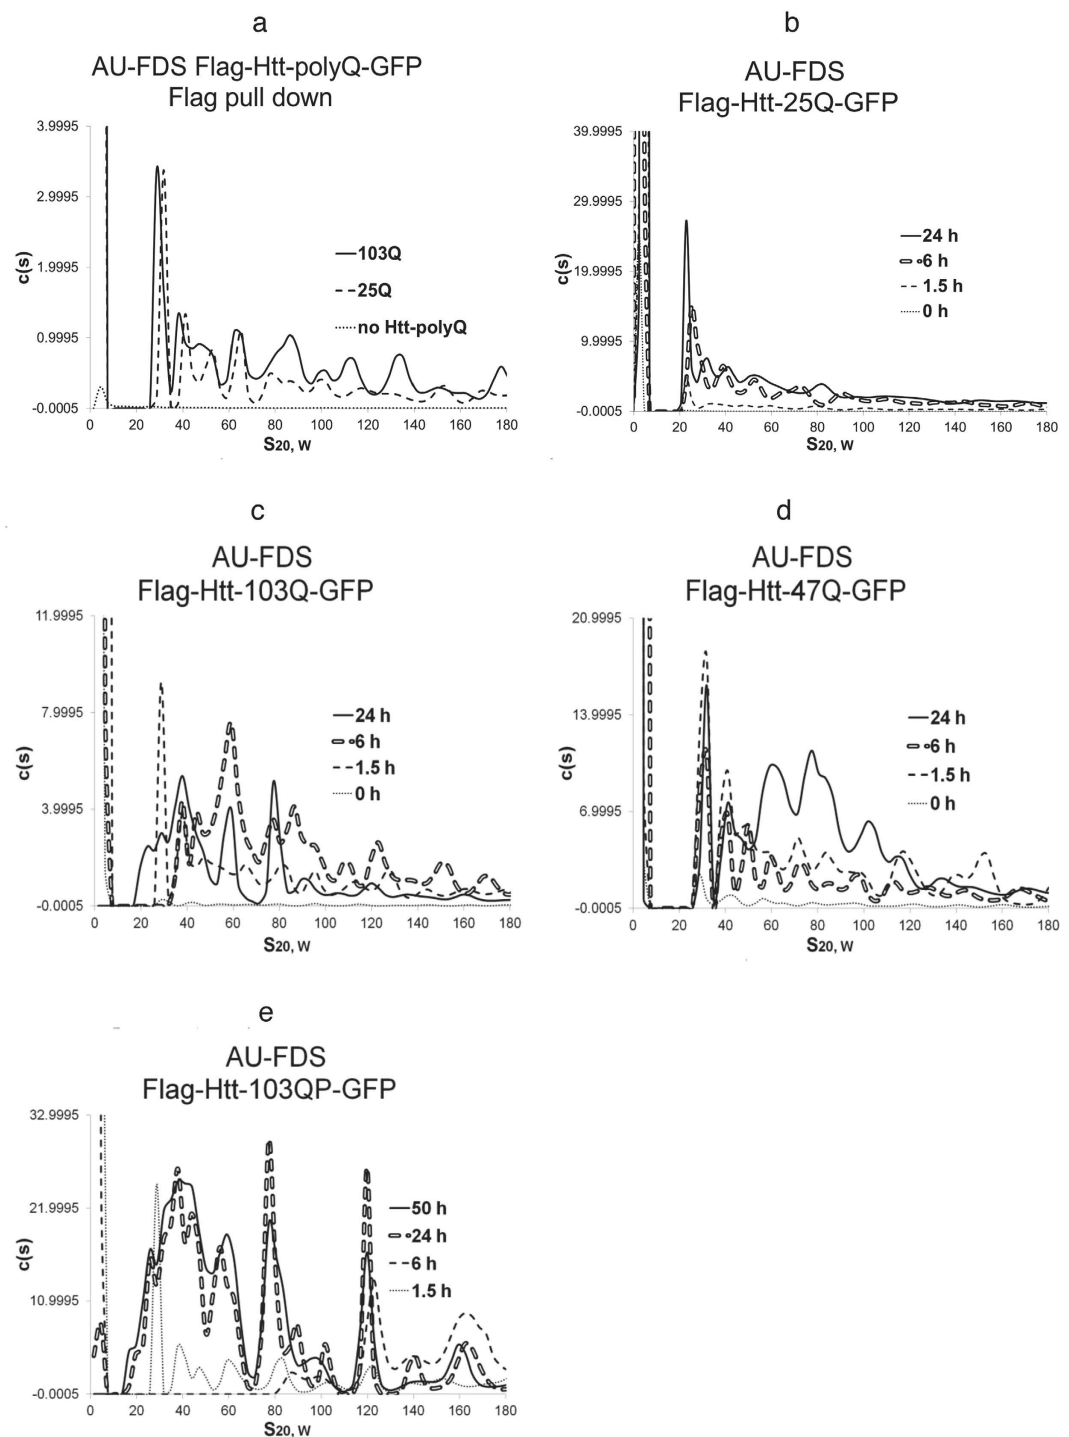 a
AU-FDS Flag-Htt-polyQ-GFP
Flag pull down
3.9995
2.9995
1.9995
0.9995
-0.0005
c(s)
103Q
25Q
no Htt-polyQ
0 20 40 60 80 100 120 140 160 180
S20, W
b
AU-FDS
Flag-Htt-25Q-GFP
39.9995
29.9995
19.9995
9.9995
-0.0005
c(s)
24 h
6 h
1.5 h
0 h
0 20 40 60 80 100 120 140 160 180
S20, W
c
AU-FDS
Flag-Htt-103Q-GFP
11.9995
7.9995
3.9995
-0.0005
c(s)
24 h
6 h
1.5 h
0 h
0 20 40 60 80 100 120 140 160 180
S20, W
d
AU-FDS
Flag-Htt-47Q-GFP
20.9995
13.9995
6.9995
-0.0005
c(s)
24 h
6 h
1.5 h
0 h
0 20 40 60 80 100 120 140 160 180
S20, W
e
AU-FDS
Flag-Htt-103QP-GFP
32.9995
21.9995
10.9995
-0.0005
c(s)
50 h
24 h
6 h
1.5 h
0 20 40 60 80 100 120 140 160 180
S20, W